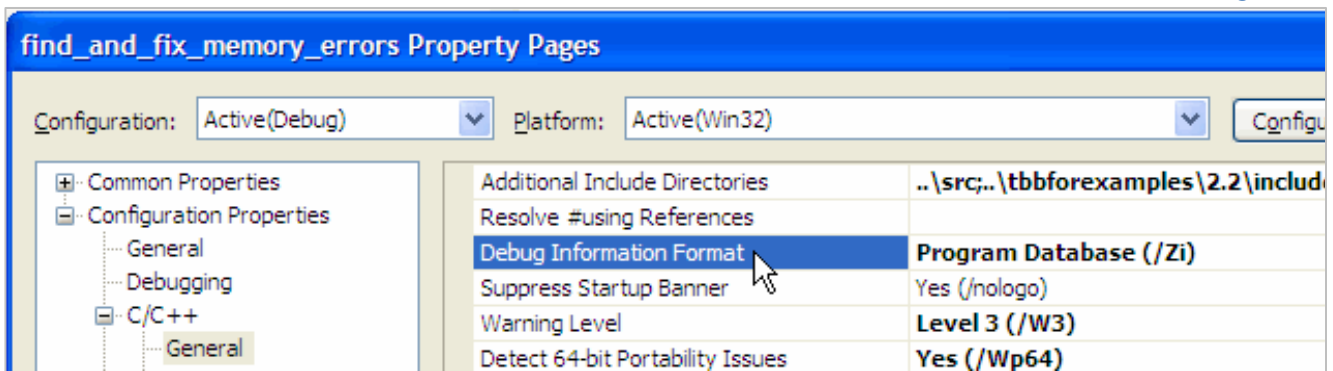 find_and_fix_memory_errors Property Pages
Configuration: Active(Debug) Platform: Active(Win32) Configu
Common Properties Additional Include Directories ..\src;..\tbbforexamples\2.2\include
Configuration Properties Resolve #using References
General Debug Information Format Program Database (/Zi)
Debugging Suppress Startup Banner Yes (/nologo)
C/C++ Warning Level Level 3 (/W3)
General Detect 64-bit Portability Issues Yes (/Wp64)